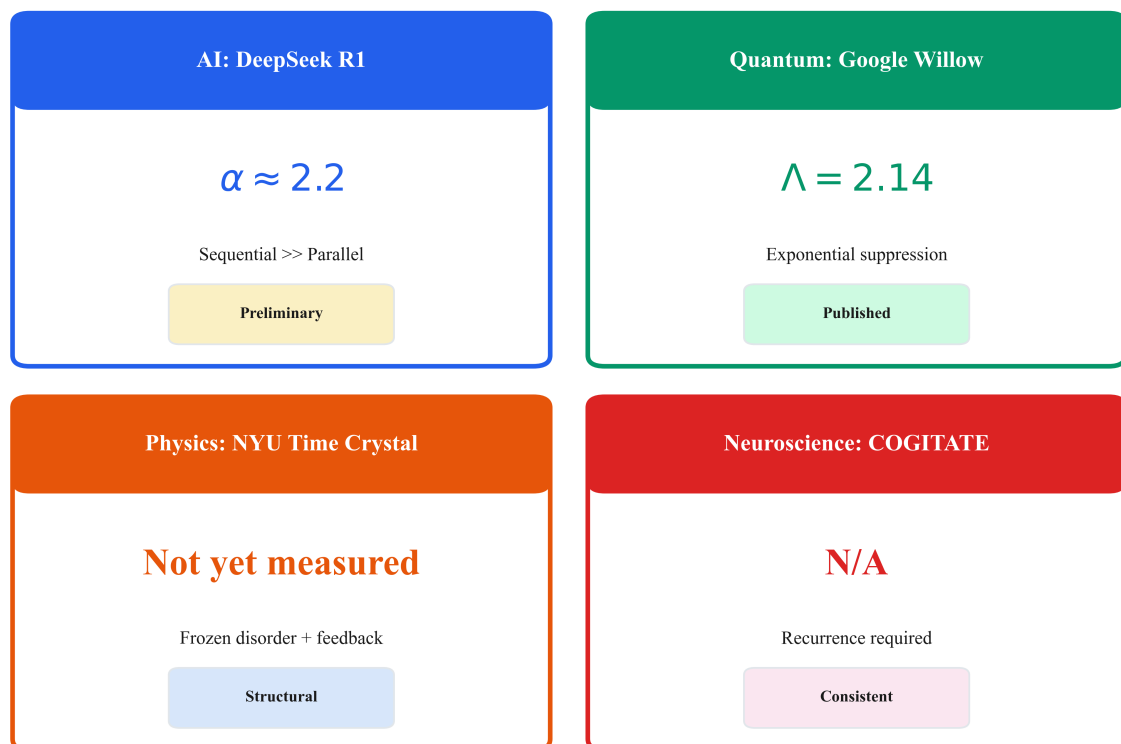 AI: DeepSeek R1
α ≈ 2.2
Sequential >> Parallel
Preliminary
Quantum: Google Willow
Λ = 2.14
Exponential suppression
Published
Physics: NYU Time Crystal
Not yet measured
Frozen disorder + feedback
Structural
Neuroscience: COGITATE
N/A
Recurrence required
Consistent